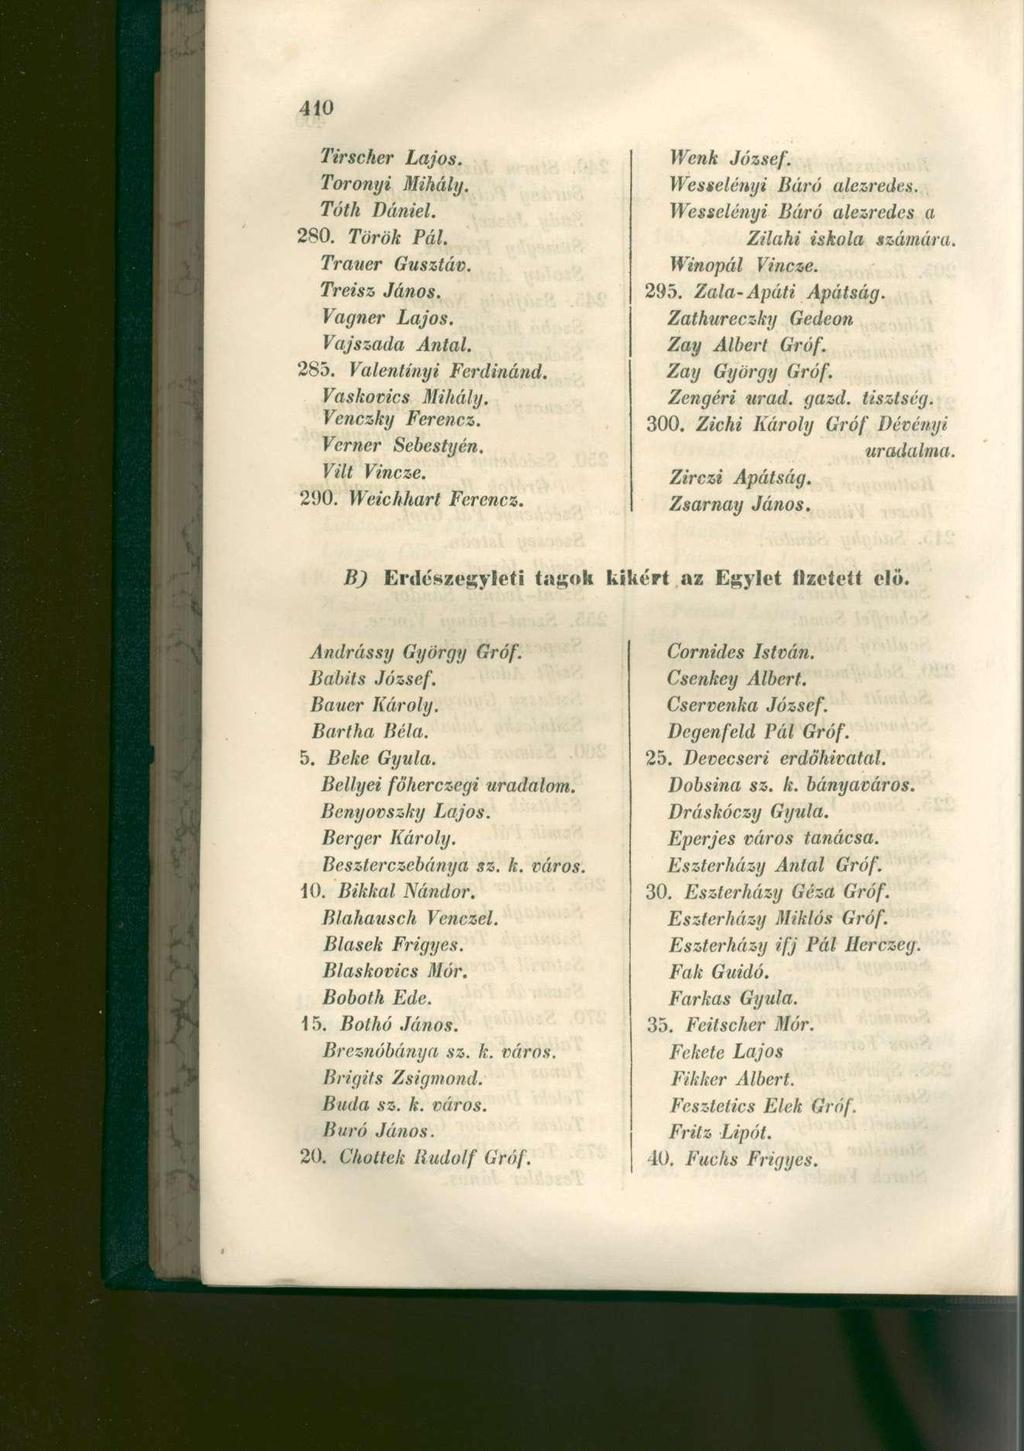 410
Tirscher Lajos.
Toronyi Mihály.
Tóth Dániel.
280. Török Pál.
Trauer Gusztáv.
Treisz János.
Vagner Lajos.
Vajszada Antal.
285. Valentínyi Ferdinánd.
Vaskovics Mihály.
Venczky Ferencz.
Verner Sebestyén.
Vilt Vincze.
290. Weichhart Ferencz.
Wenk József.
Wesselényi Báró alezredes.
Wesselényi Báró alezredes a
Zilahi iskola számára.
Winopál Vincze.
295. Zala-Apáti Apátság.
Zathureczky Gedeon
Zay Albert Gróf.
Zay György Gróf.
Zengéri urad. gazd. tisztség.
300. Zichi Károly Gróf Dévényi
uradalma.
Zirczi Apátság.
Zsarnay János.
B) Erdészegyleti tagok kikért az Egylet fizetett elő.
Andrássy György Gróf.
Babits József.
Bauer Károly.
Bartha Béla.
5. Beke Gyula.
Bellyei főherczegi uradalom.
Benyovszky Lajos.
Berger Károly.
Beszterczebánya sz. k. város.
10. Bikkal Nándor.
Blahausch Venczel.
Blasek Frigyes.
Blaskovics Mór.
Boboth Ede.
15. Bothó János.
Breznóbánya sz. k. város.
Brigits Zsigmond.
Buda sz. k. város.
Buró János.
20. Chottek Rudolf Gróf.
Cornides István.
Csenkey Albert.
Cservenka József.
Degenfeld Pál Gróf.
25. Devecseri erdőhivatal.
Dobsina sz. k. bányaváros.
Dráskóczy Gyula.
Eperjes város tanácsa.
Eszterházy Antal Gróf.
30. Eszterházy Géza Gróf.
Eszterházy Miklós Gróf.
Eszterházy ifj Pál Herczeg.
Fak Guidó.
Farkas Gyula.
35. Feitscher Mór.
Fekete Lajos
Fikker Albert.
Fesztetics Elek Gróf.
Fritz Lipót.
40. Fuchs Frigyes.